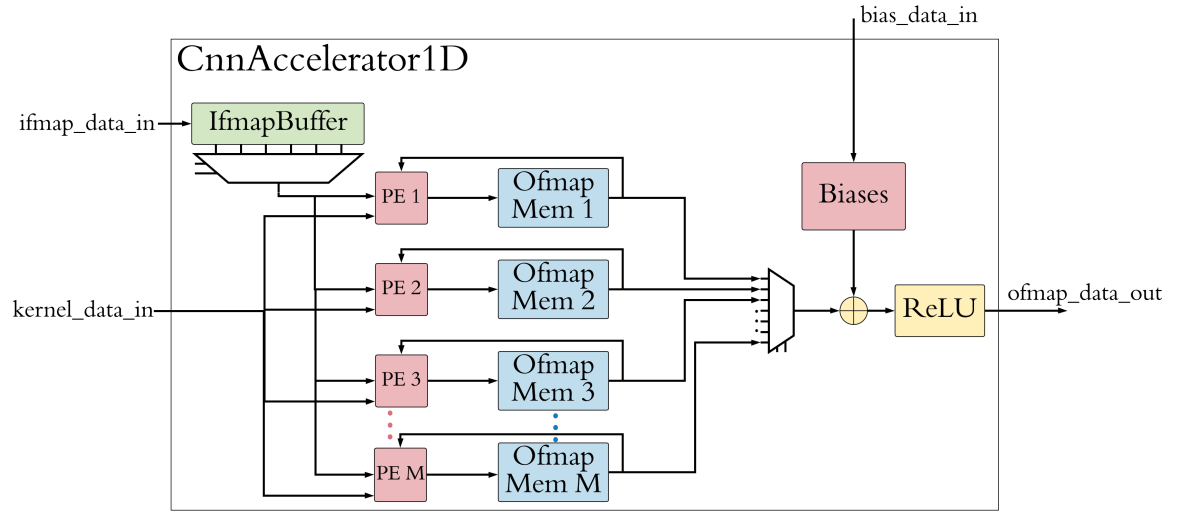 bias_data_in
CnnAccelerator1D
ifmap_data_in
IfmapBuffer
PE 1
Ofmap
Mem 1
Biases
PE 2
Ofmap
Mem 2
kernel_data_in
ReLU
ofmap_data_out
PE 3
Ofmap
Mem 3
PE M
Ofmap
Mem M